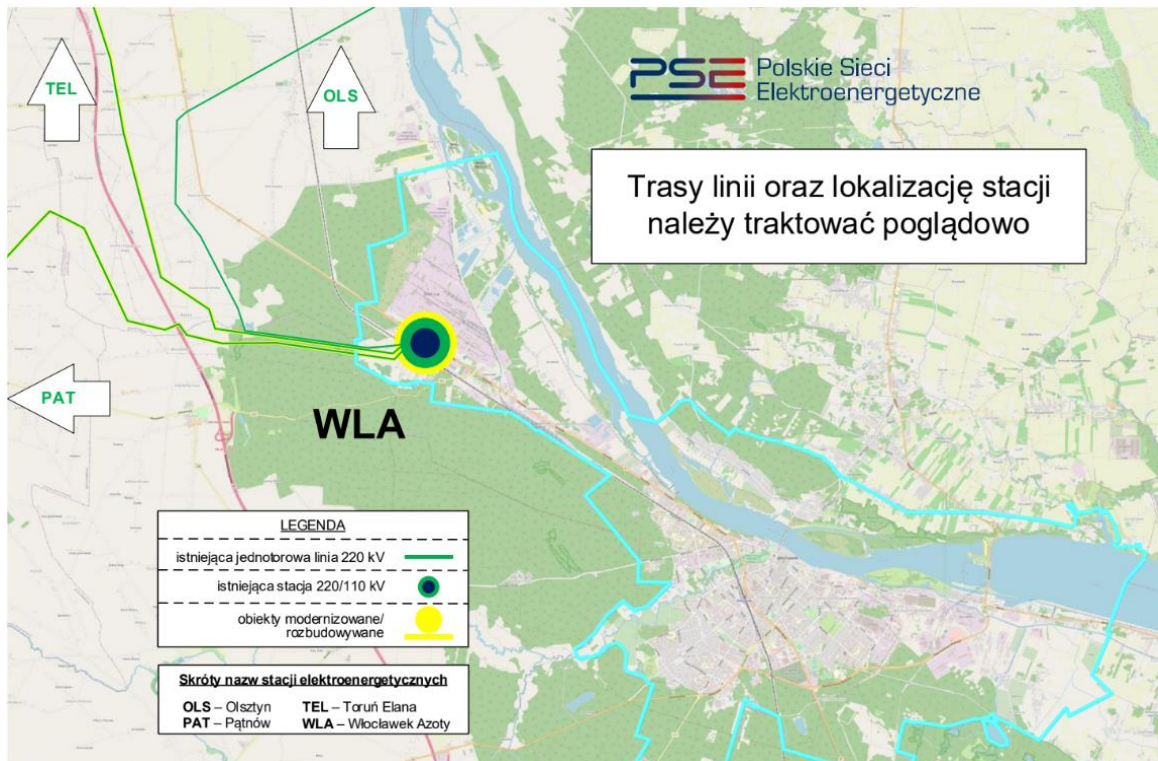 TEL
OLS
PSE Polskie Sieci
Elektroenergetyczne
Trasy linii oraz lokalizację stacji
należy traktować poglądowo
PAT
WLA
LEGENDA
istniejąca jednotorowa linia 220 kV
istniejąca stacja 220/110 kV
obiekty modernizowane/
rozbudowywane
Skróty nazw stacji elektroenergetycznych
OLS – Olsztyn TEL – Toruń Elana
PAT – Pątnów WLA – Włocławek Azoty